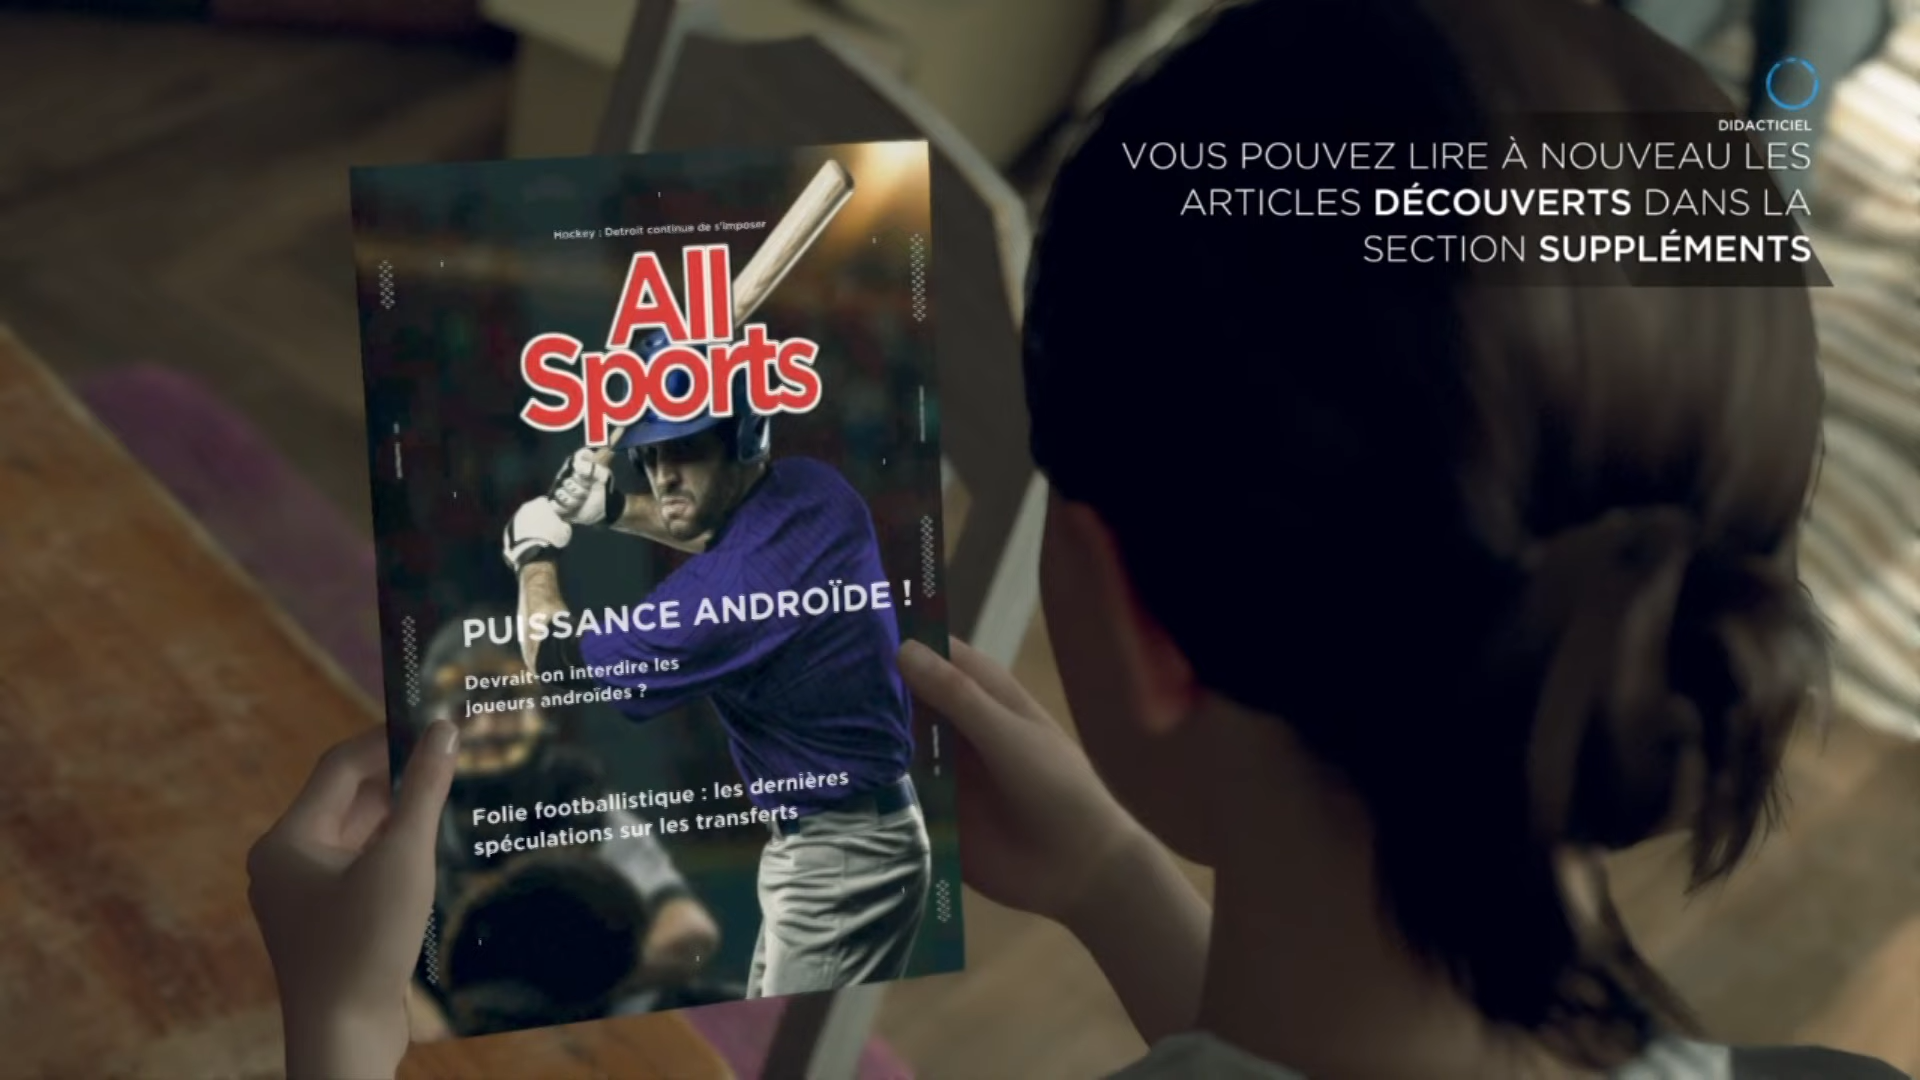 DIDACTICIEL
VOUS POUVEZ LIRE À NOUVEAU LES
ARTICLES DÉCOUVERTS DANS LA
SECTION SUPPLÉMENTS
Hockey : Detroit continue de s'imposer
All
Sports
PUISSANCE ANDROÏDE !
Devrait-on interdire les
joueurs androïdes ?
Folie footballistique : les dernières
spéculations sur les transferts